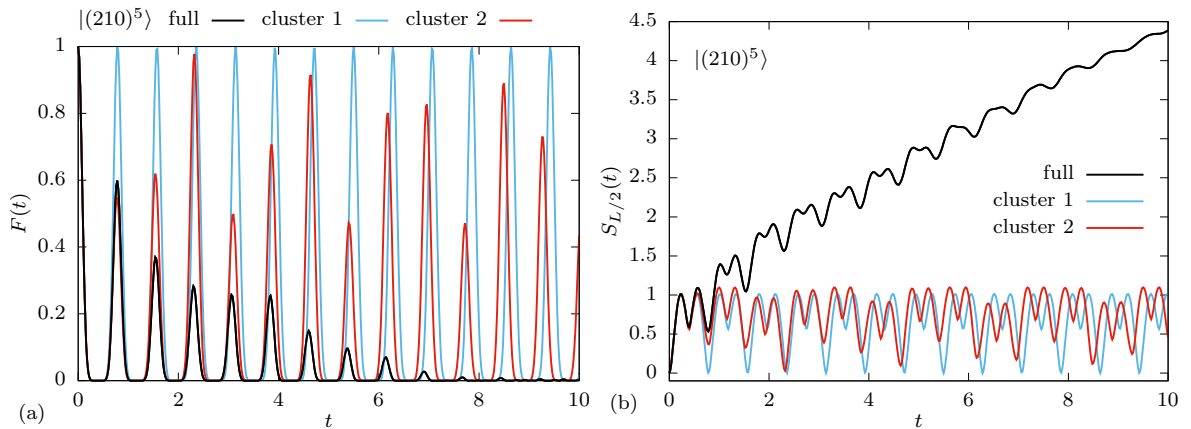 |(210)⁵⟩ full cluster 1 cluster 2
1
0.8
0.6
0.4
0.2
0
F(t)
0 2 4 6 8 10
t
(a)
4.5
4
3.5
3
2.5
2
1.5
1
0.5
0
S_{L/2}(t)
|(210)⁵⟩
full
cluster 1
cluster 2
0 2 4 6 8 10
t
(b)